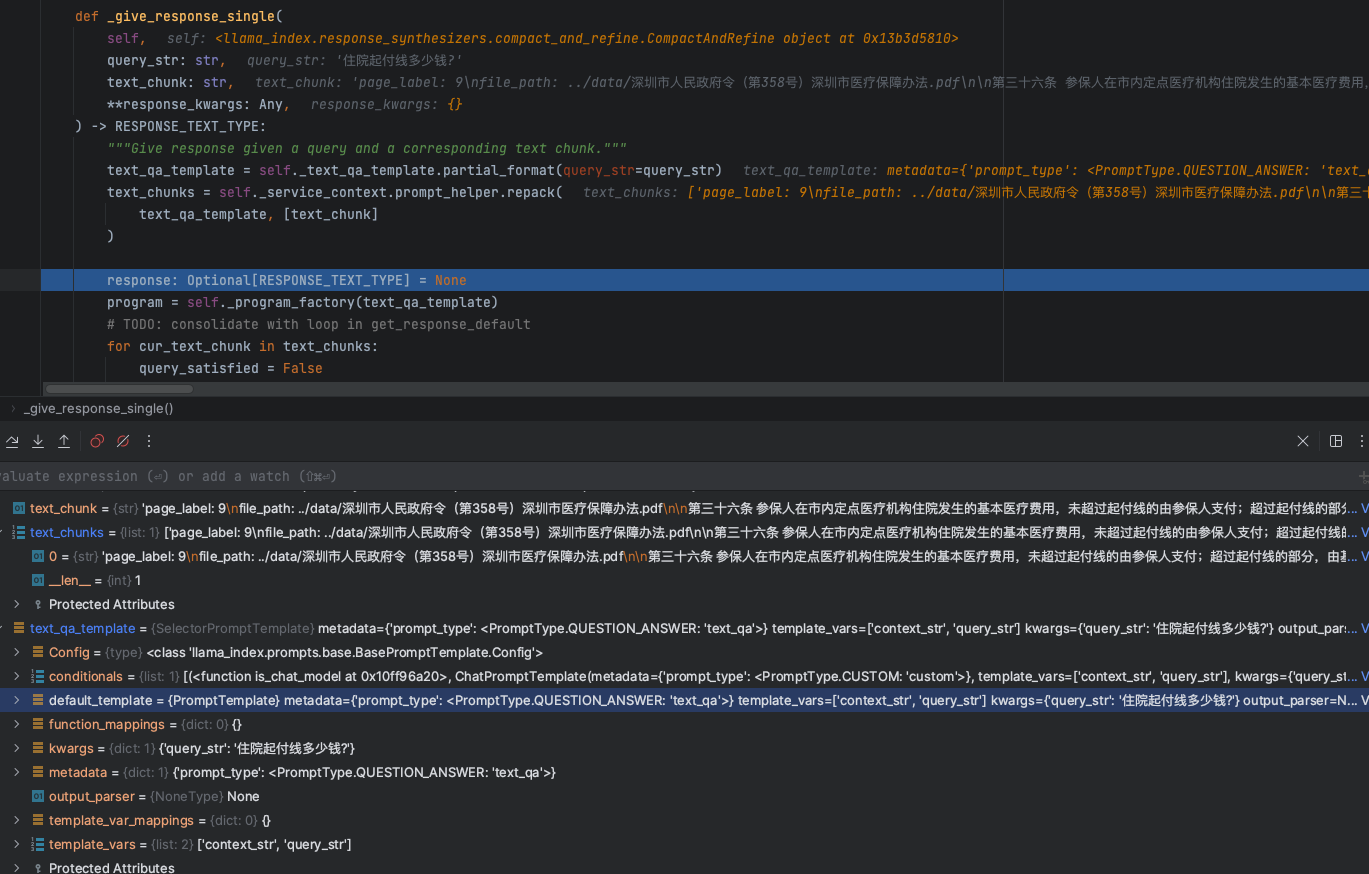 def _give_response_single(
self, self: <llama_index.response_synthesizers.compact_and_refine.CompactAndRefine object at 0x13b3d5810>
query_str: str, query_str: '住院起付线多少钱?'
text_chunk: str, text_chunk: 'page_label: 9\nfile_path: ../data/深圳市人民政府令（第358号）深圳市医疗保障办法.pdf\n\n第三十六条 参保人在市内定点医疗机构住院发生的基本医疗费用,
**response_kwargs: Any, response_kwargs: {}
) -> RESPONSE_TEXT_TYPE:
"""Give response given a query and a corresponding text chunk."""
text_qa_template = self._text_qa_template.partial_format(query_str=query_str) text_qa_template: metadata={'prompt_type': <PromptType.QUESTION_ANSWER: 'text_q
text_chunks = self._service_context.prompt_helper.repack( text_chunks: ['page_label: 9\nfile_path: ../data/深圳市人民政府令（第358号）深圳市医疗保障办法.pdf\n\n第三十
text_qa_template, [text_chunk]
)
response: Optional[RESPONSE_TEXT_TYPE] = None
program = self._program_factory(text_qa_template)
# TODO: consolidate with loop in get_response_default
for cur_text_chunk in text_chunks:
query_satisfied = False
_give_response_single()
valuate expression (⏎) or add a watch (⇧⌘⏎)
text_chunk = {str} 'page_label: 9\nfile_path: ../data/深圳市人民政府令（第358号）深圳市医疗保障办法.pdf\n\n第三十六条 参保人在市内定点医疗机构住院发生的基本医疗费用，未超过起付线的由参保人支付；超过起付线的部分... V
text_chunks = {list: 1} ['page_label: 9\nfile_path: ../data/深圳市人民政府令（第358号）深圳市医疗保障办法.pdf\n\n第三十六条 参保人在市内定点医疗机构住院发生的基本医疗费用，未超过起付线的由参保人支付；超过起付线... V
0 = {str} 'page_label: 9\nfile_path: ../data/深圳市人民政府令（第358号）深圳市医疗保障办法.pdf\n\n第三十六条 参保人在市内定点医疗机构住院发生的基本医疗费用，未超过起付线的由参保人支付；超过起付线的部分，由基... V
__len__ = {int} 1
Protected Attributes
text_qa_template = {SelectorPromptTemplate} metadata={'prompt_type': <PromptType.QUESTION_ANSWER: 'text_qa'>} template_vars=['context_str', 'query_str'] kwargs={'query_str': '住院起付线多少钱?'} output_par... V
Config = {type} <class 'llama_index.prompts.base.BasePromptTemplate.Config'>
conditionals = {list: 1} [(<function is_chat_model at 0x10ff96a20>, ChatPromptTemplate(metadata={'prompt_type': <PromptType.CUSTOM: 'custom'>}, template_vars=['context_str', 'query_str'], kwargs={'query_st... V
default_template = {PromptTemplate} metadata={'prompt_type': <PromptType.QUESTION_ANSWER: 'text_qa'>} template_vars=['context_str', 'query_str'] kwargs={'query_str': '住院起付线多少钱?'} output_parser=N... V
function_mappings = {dict: 0} {}
kwargs = {dict: 1} {'query_str': '住院起付线多少钱?'}
metadata = {dict: 1} {'prompt_type': <PromptType.QUESTION_ANSWER: 'text_qa'>}
output_parser = {NoneType} None
template_var_mappings = {dict: 0} {}
template_vars = {list: 2} ['context_str', 'query_str']
Protected Attributes